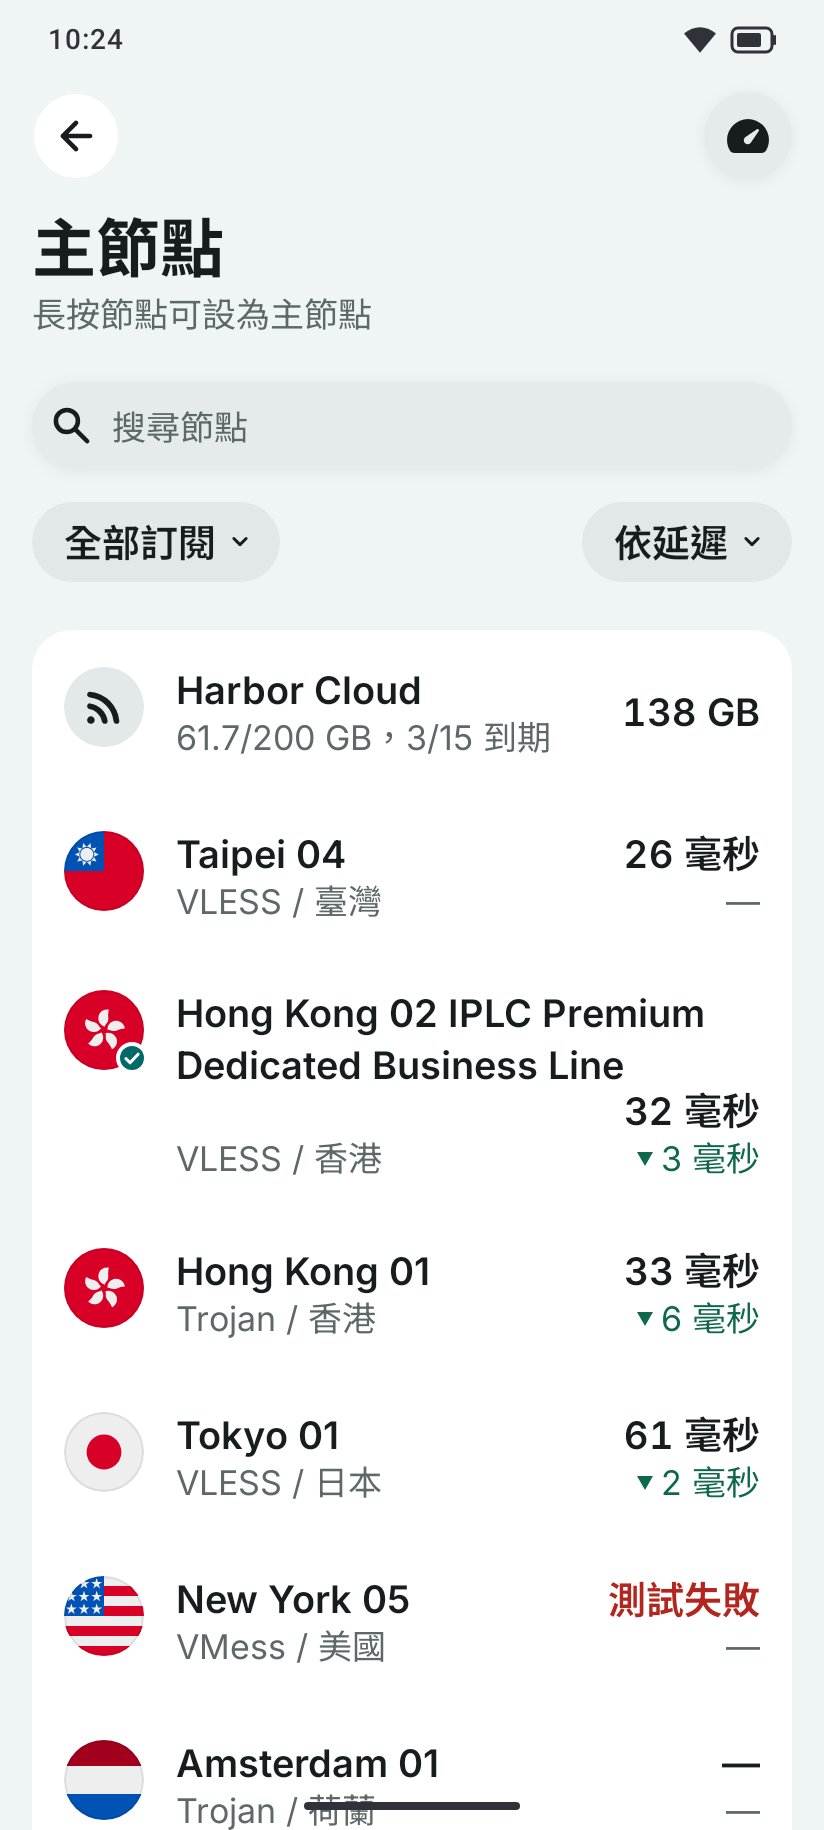 10:24
主節點
長按節點可設為主節點
搜尋節點
全部訂閱
依延遲
Harbor Cloud
138 GB
61.7/200 GB，3/15 到期
Taipei 04
26 毫秒
VLESS / 臺灣
—
Hong Kong 02 IPLC Premium
Dedicated Business Line
32 毫秒
VLESS / 香港
▼3 毫秒
Hong Kong 01
33 毫秒
Trojan / 香港
▼6 毫秒
Tokyo 01
61 毫秒
VLESS / 日本
▼2 毫秒
New York 05
測試失敗
VMess / 美國
—
Amsterdam 01
—
Trojan / 荷蘭
—